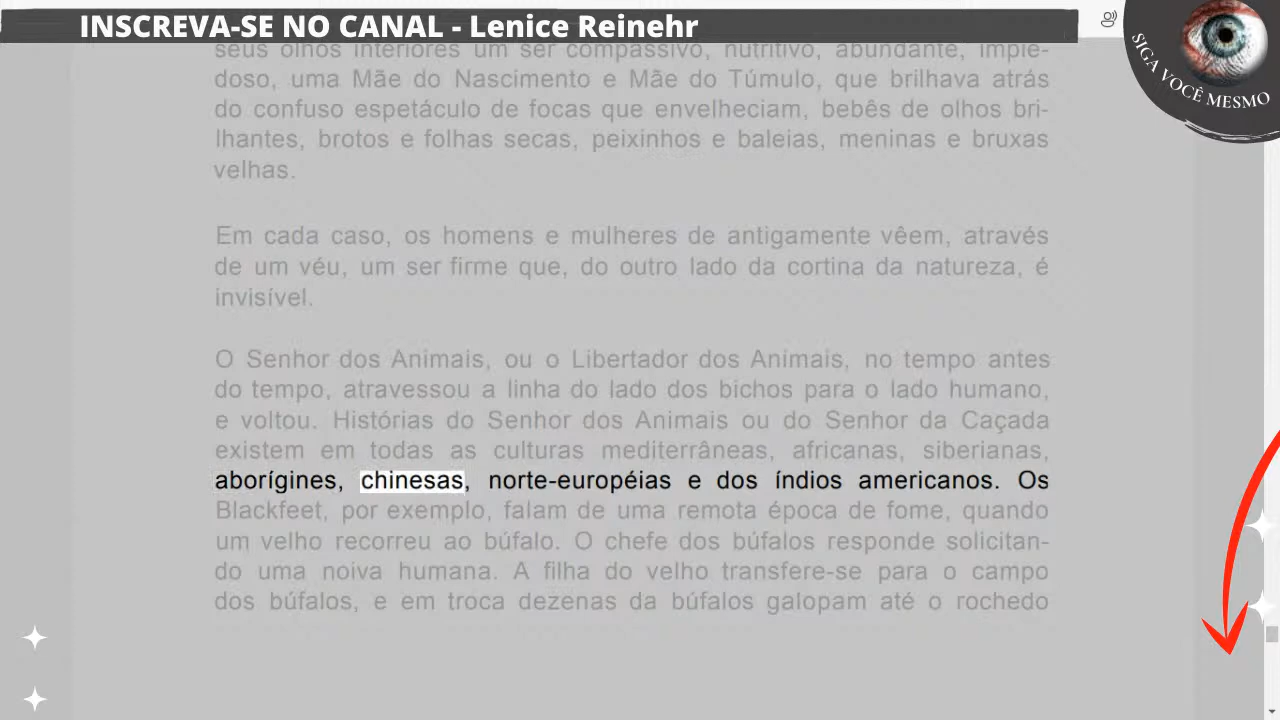 INSCREVA-SE NO CANAL - Lenice Reinehr
SIGA VOCÊ MESMO
seus olhos interiores um ser compassivo, nutritivo, abundante, impie-
doso, uma Mãe do Nascimento e Mãe do Túmulo, que brilhava atrás
do confuso espetáculo de focas que envelheciam, bebês de olhos bri-
lhantes, brotos e folhas secas, peixinhos e baleias, meninas e bruxas
velhas.
Em cada caso, os homens e mulheres de antigamente vêem, através
de um véu, um ser firme que, do outro lado da cortina da natureza, é
invisível.
O Senhor dos Animais, ou o Libertador dos Animais, no tempo antes
do tempo, atravessou a linha do lado dos bichos para o lado humano,
e voltou. Histórias do Senhor dos Animais ou do Senhor da Caçada
existem em todas as culturas mediterrâneas, africanas, siberianas,
aborígines, chinesas, norte-européias e dos índios americanos. Os
Blackfeet, por exemplo, falam de uma remota época de fome, quando
um velho recorreu ao búfalo. O chefe dos búfalos responde solicitan-
do uma noiva humana. A filha do velho transfere-se para o campo
dos búfalos, e em troca dezenas da búfalos galopam até o rochedo